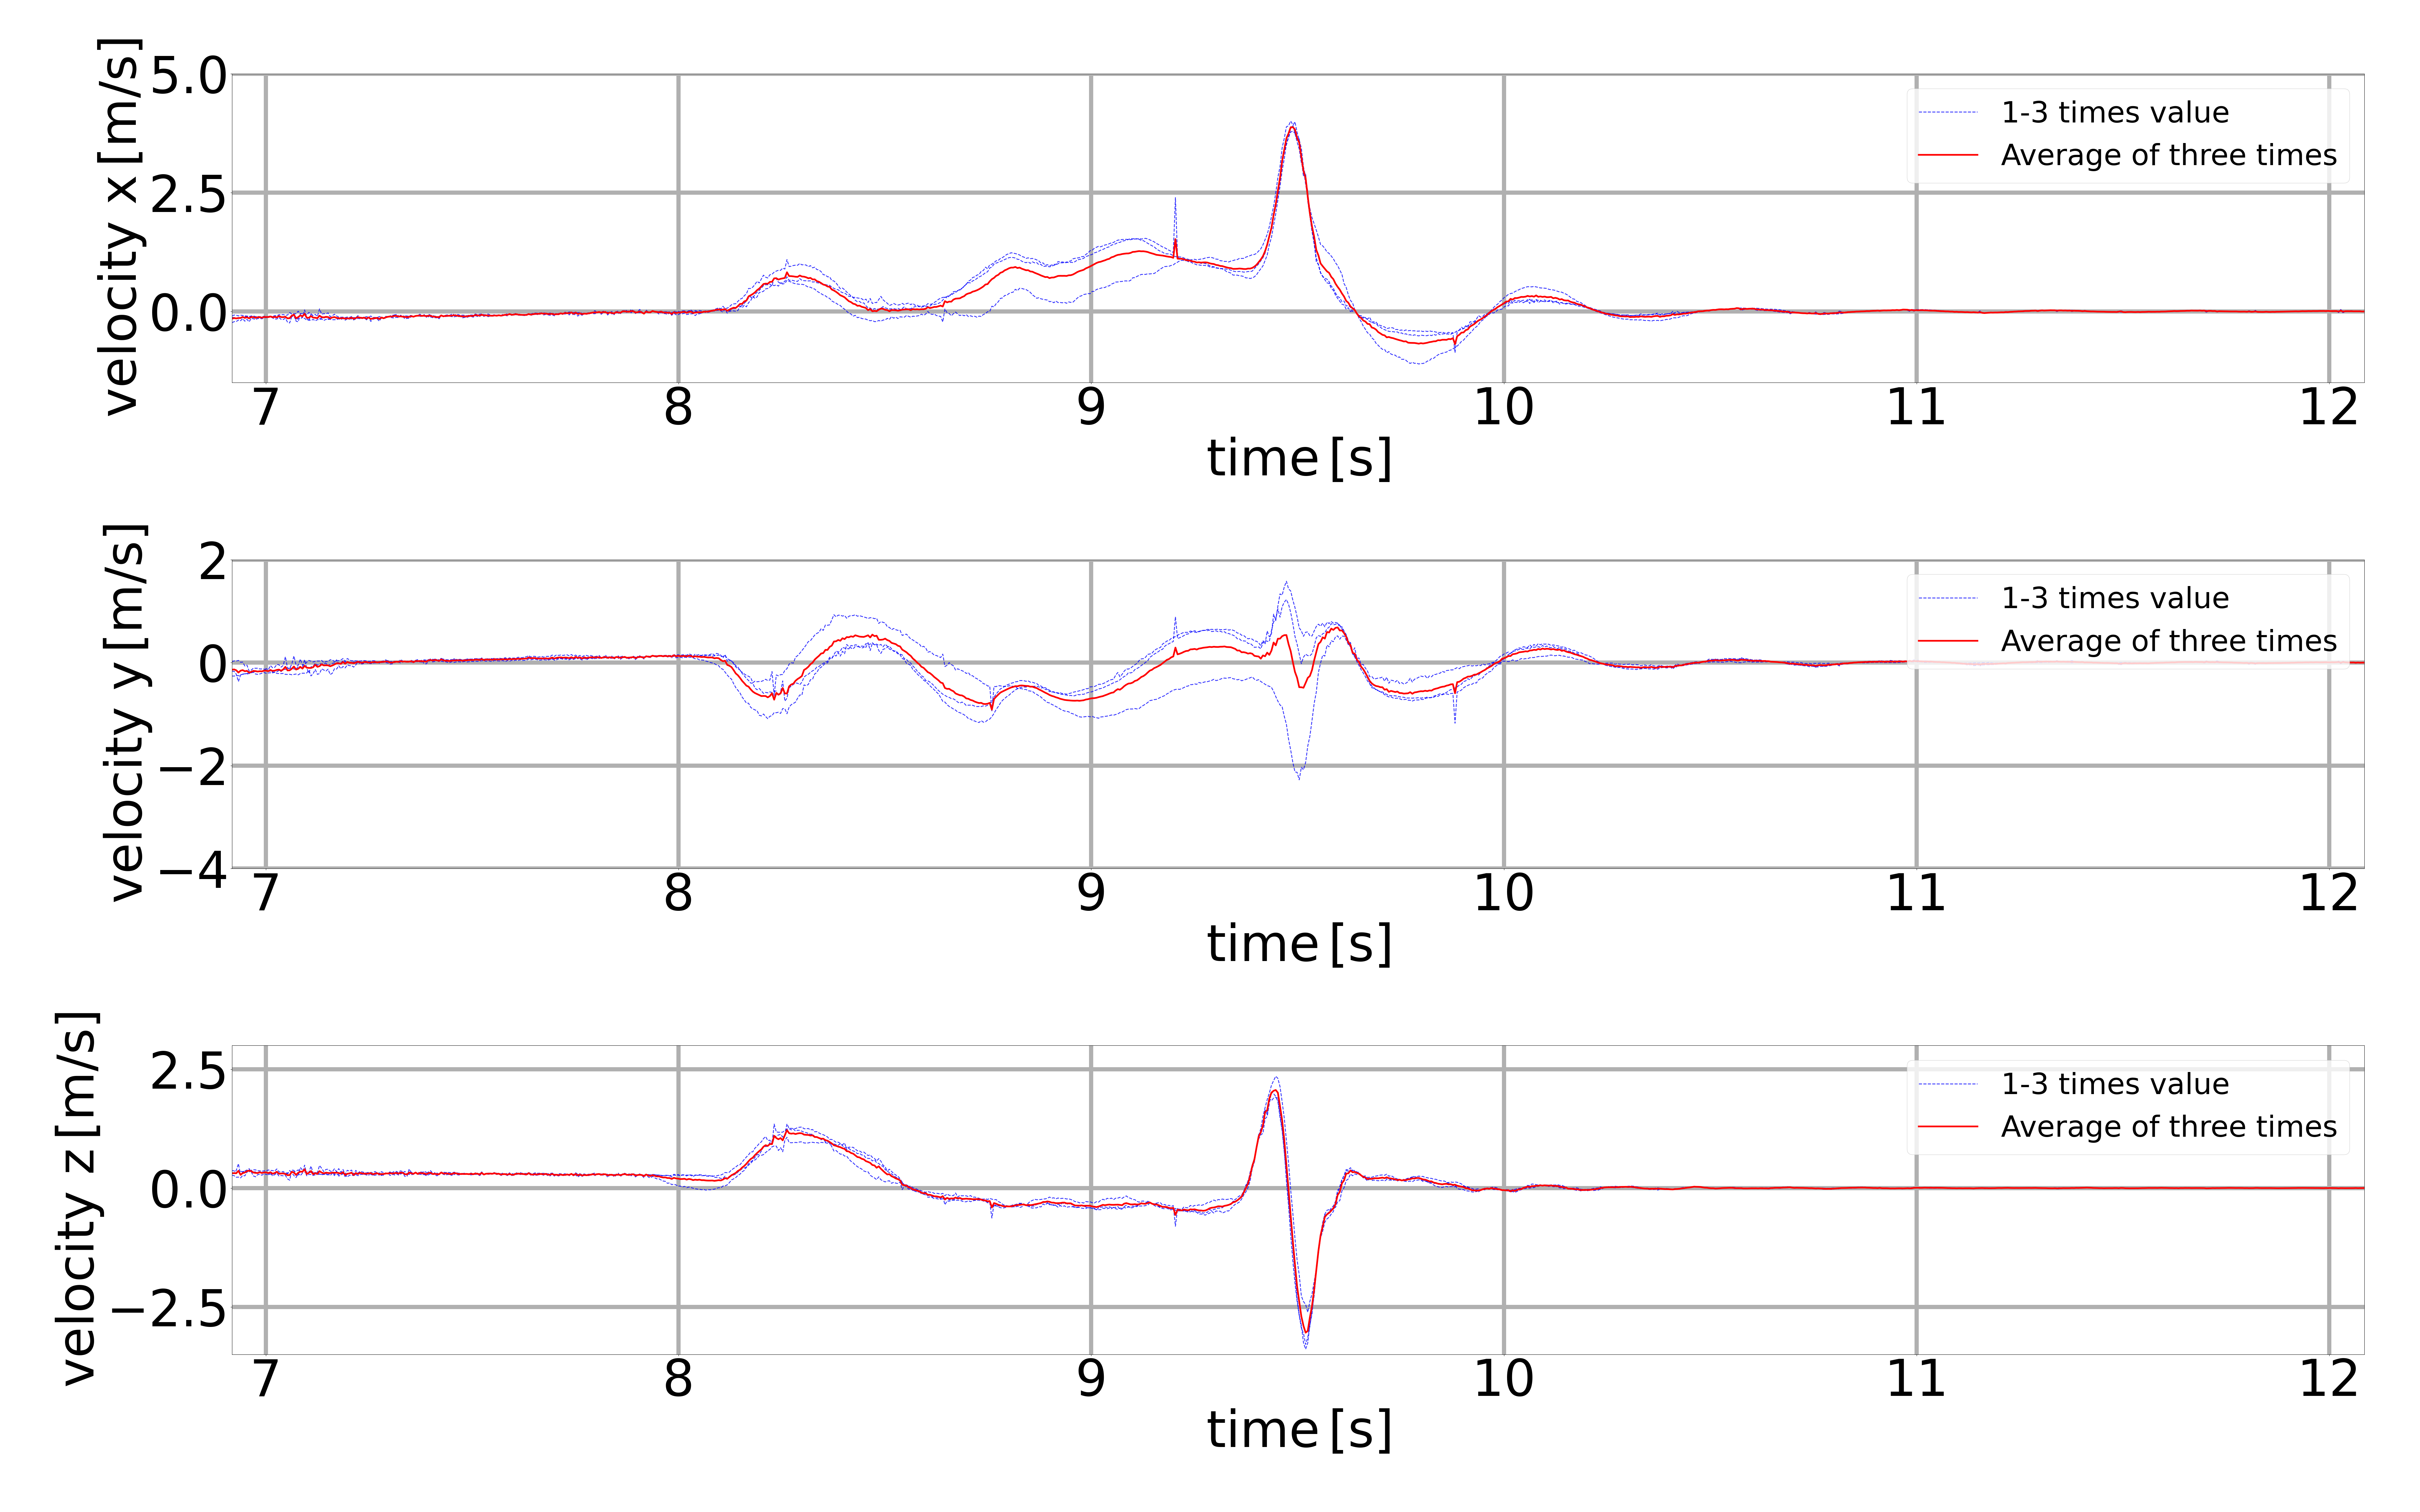 velocity x [m/s]
5.0
2.5
0.0
1-3 times value
Average of three times
7 8 9 10 11 12
time [s]
velocity y [m/s]
2
0
−2
−4
1-3 times value
Average of three times
7 8 9 10 11 12
time [s]
velocity z [m/s]
2.5
0.0
−2.5
1-3 times value
Average of three times
7 8 9 10 11 12
time [s]